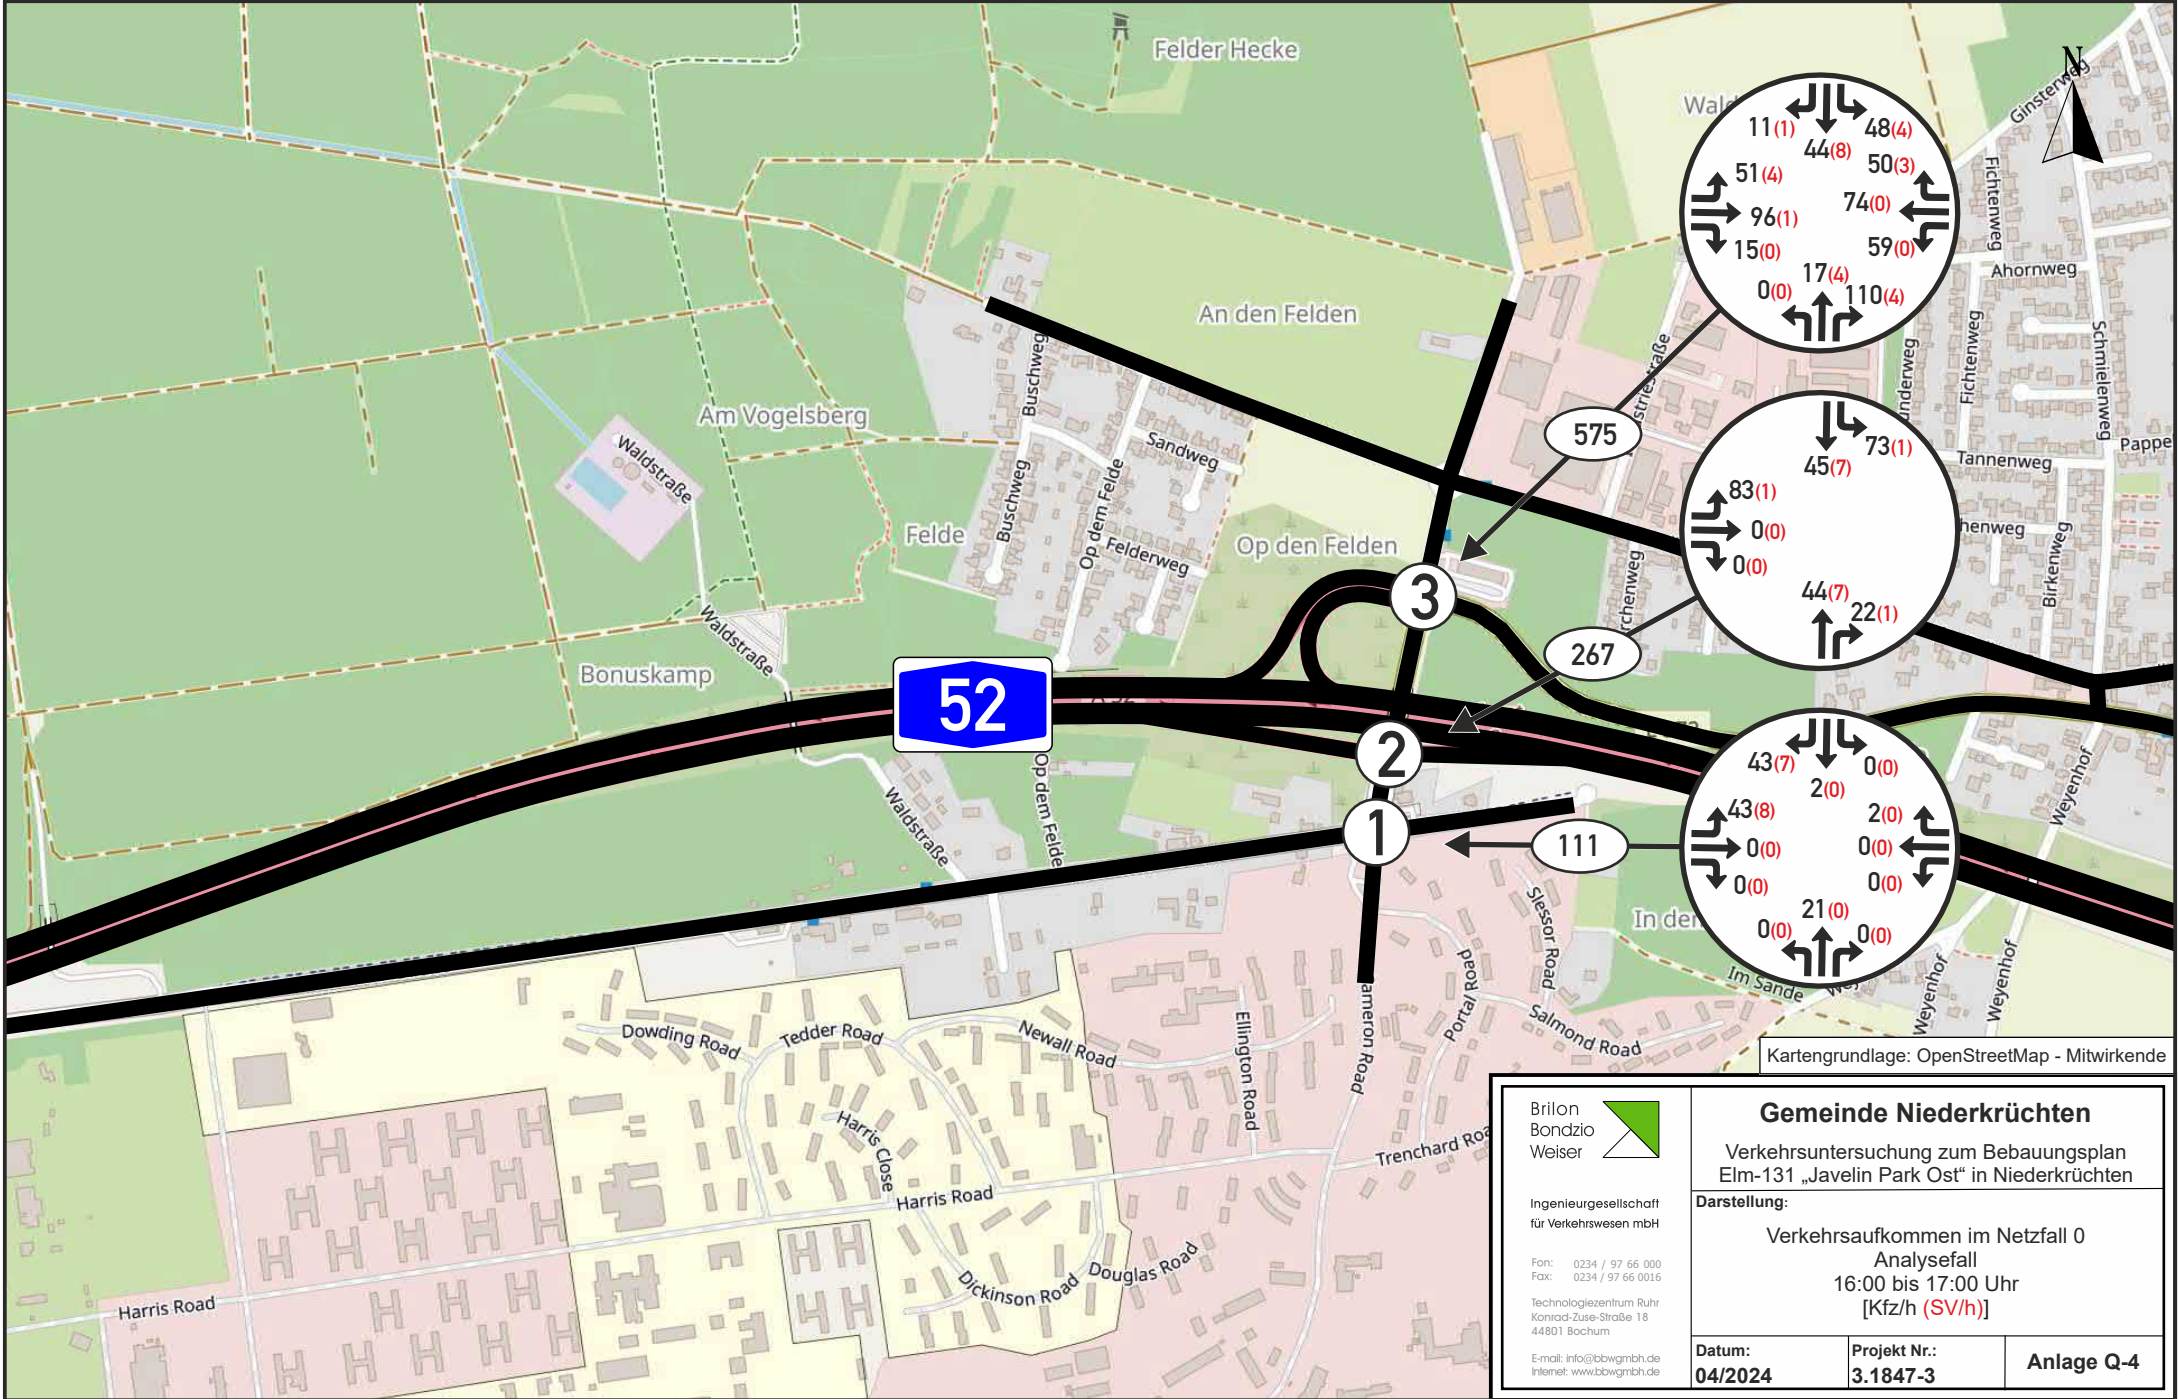 Felder Hecke
N
Ginsterweg
11(1)
44(8)
48(4)
51(4)
50(3)
96(1)
74(0)
15(0)
59(0)
17(4)
0(0)
110(4)
Fichtenweg
Ahornweg
Fichtenweg
Schmielenweg
An den Felden
Buschweg
Am Vogelsberg
Sandweg
575
Waldstraße
Buschweg
Op dem Felde
Tannenweg
Pappe
73(1)
45(7)
83(1)
0(0)
0(0)
44(7)
22(1)
Felde
Felderweg
Op den Felden
Birkenweg
3
267
Waldstraße
Bonuskamp
52
2
Op dem Felde
Waldstraße
Weyenhof
43(7)
2(0)
0(0)
43(8)
2(0)
0(0)
0(0)
0(0)
0(0)
21(0)
0(0)
0(0)
1
111
Slessor Road
Im Sande
Weyenhof
Weyenhof
Portal Road
Salmond Road
Dowding Road
Tedder Road
Newall Road
Ellington Road
ameron Road
Harris Close
Harris Road
Trenchard Roa
Douglas Road
Dickinson Road
Harris Road
Kartengrundlage: OpenStreetMap - Mitwirkende
Brilon
Bondzio
Weiser
Ingenieurgesellschaft
für Verkehrswesen mbH
Fon: 0234 / 97 66 000
Fax: 0234 / 97 66 0016
Technologiezentrum Ruhr
Konrad-Zuse-Straße 18
44801 Bochum
E-mail: info@bbwgmbh.de
Internet: www.bbwgmbh.de
Gemeinde Niederkrüchten
Verkehrsuntersuchung zum Bebauungsplan
Elm-131 „Javelin Park Ost“ in Niederkrüchten
Darstellung:
Verkehrsaufkommen im Netzfall 0
Analysefall
16:00 bis 17:00 Uhr
[Kfz/h (SV/h)]
Datum:
04/2024
Projekt Nr.:
3.1847-3
Anlage Q-4